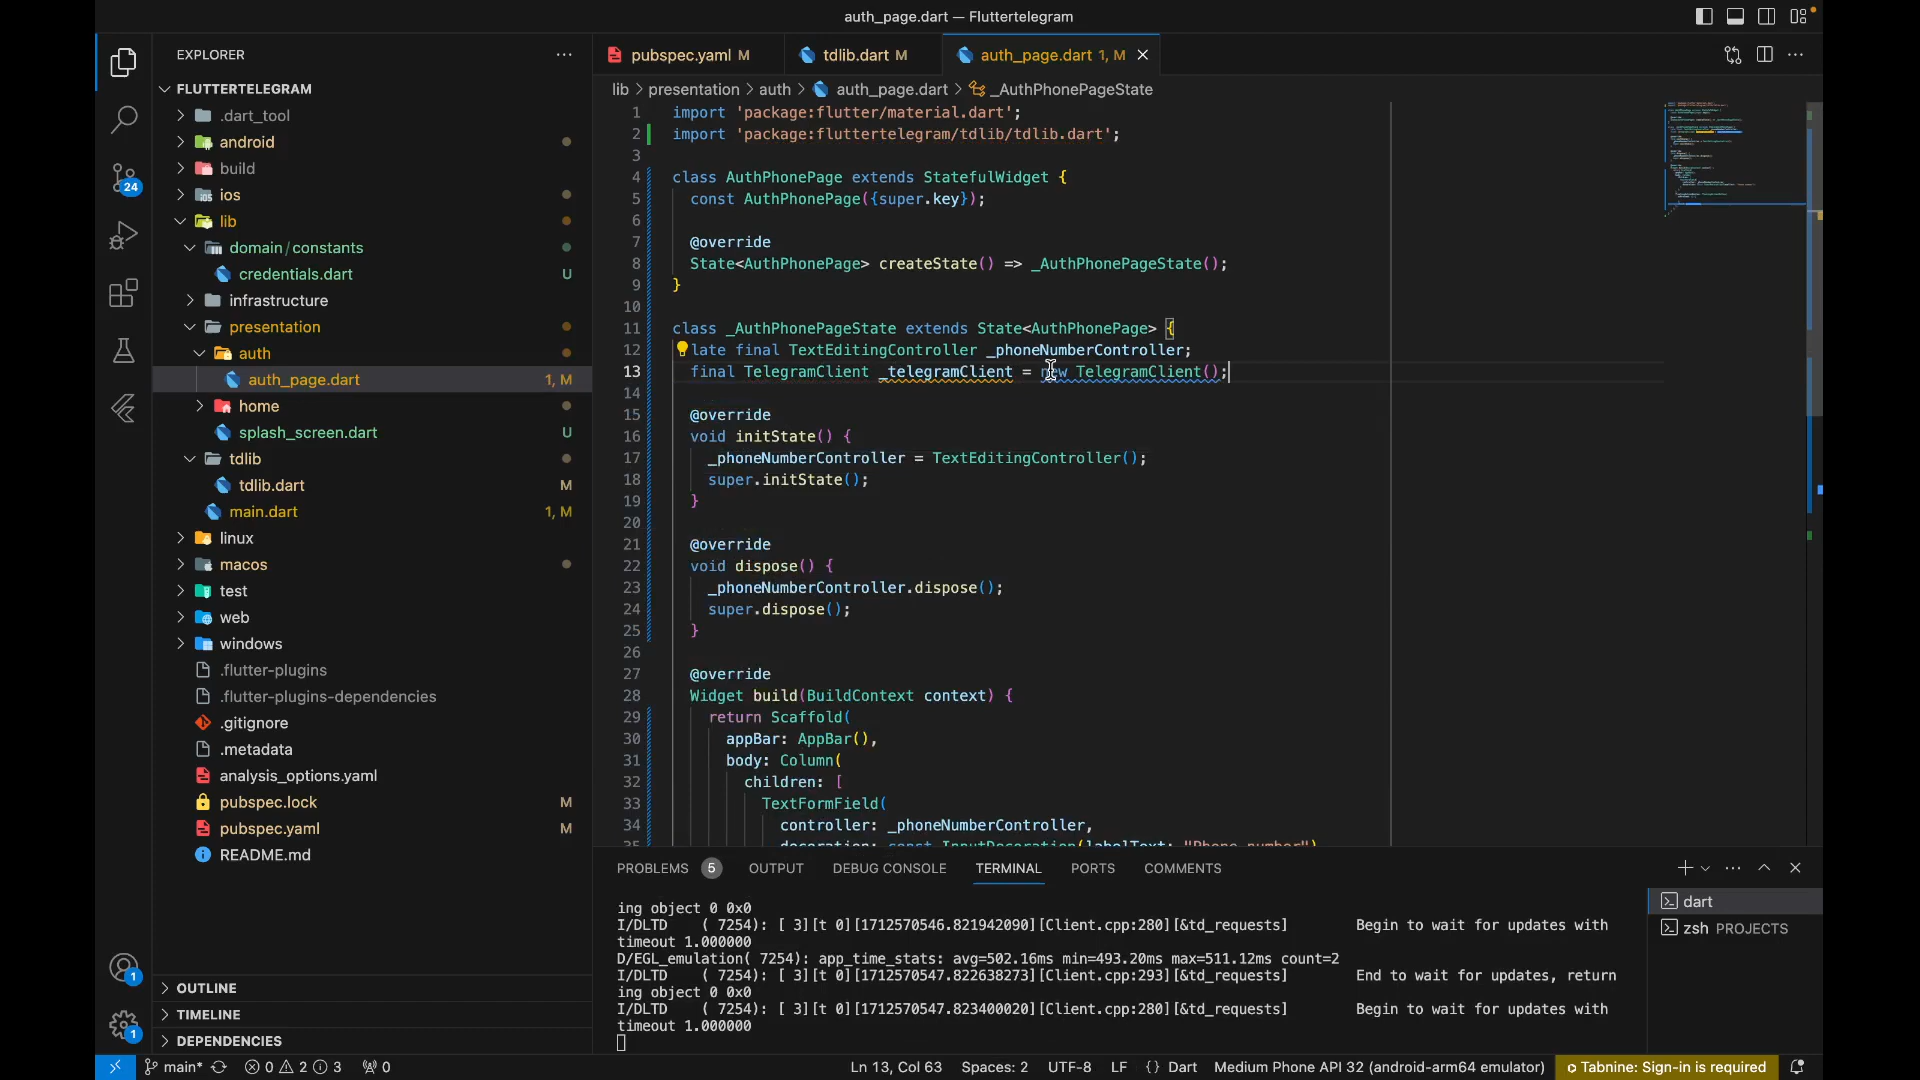 auth_page.dart — Fluttertelegram
EXPLORER
FLUTTERTELEGRAM
.dart_tool
android
build
ios
lib
domain/constants
credentials.dart U
infrastructure
presentation
auth
auth_page.dart 1, M
home
splash_screen.dart U
tdlib
tdlib.dart M
main.dart 1, M
linux
macos
test
web
windows
.flutter-plugins
.flutter-plugins-dependencies
.gitignore
.metadata
analysis_options.yaml
pubspec.lock M
pubspec.yaml M
README.md
OUTLINE
TIMELINE
DEPENDENCIES
24
1
1
pubspec.yaml M
tdlib.dart M
auth_page.dart 1, M
lib > presentation > auth > auth_page.dart > _AuthPhonePageState
1 import 'package:flutter/material.dart';
2 import 'package:fluttertelegram/tdlib/tdlib.dart';
3
4 class AuthPhonePage extends StatefulWidget {
5 const AuthPhonePage({super.key});
6
7 @override
8 State<AuthPhonePage> createState() => _AuthPhonePageState();
9 }
10
11 class _AuthPhonePageState extends State<AuthPhonePage> {
12 late final TextEditingController _phoneNumberController;
13 final TelegramClient _telegramClient = new TelegramClient();
14
15 @override
16 void initState() {
17 _phoneNumberController = TextEditingController();
18 super.initState();
19 }
20
21 @override
22 void dispose() {
23 _phoneNumberController.dispose();
24 super.dispose();
25 }
26
27 @override
28 Widget build(BuildContext context) {
29 return Scaffold(
30 appBar: AppBar(),
31 body: Column(
32 children: [
33 TextFormField(
34 controller: _phoneNumberController,
35 decoration: const InputDecoration(labelText: "Phone number")
PROBLEMS 5 OUTPUT DEBUG CONSOLE TERMINAL PORTS COMMENTS
ing object 0 0x0
I/DLTD ( 7254): [ 3][t 0][1712570546.821942090][Client.cpp:280][&td_requests] Begin to wait for updates with
timeout 1.000000
D/EGL_emulation( 7254): app_time_stats: avg=502.16ms min=493.20ms max=511.12ms count=2
I/DLTD ( 7254): [ 3][t 0][1712570547.822638273][Client.cpp:293][&td_requests] End to wait for updates, return
ing object 0 0x0
I/DLTD ( 7254): [ 3][t 0][1712570547.823400020][Client.cpp:280][&td_requests] Begin to wait for updates with
timeout 1.000000
dart
zsh PROJECTS
main* 0 2 3 0 Ln 13, Col 63 Spaces: 2 UTF-8 LF {} Dart Medium Phone API 32 (android-arm64 emulator) Tabnine: Sign-in is required